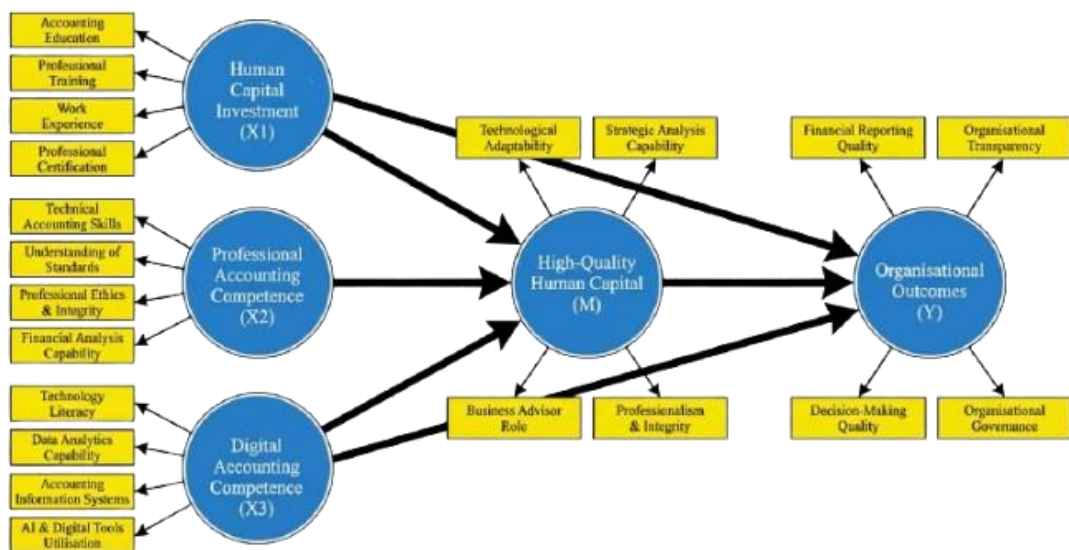 Accounting
Education
Professional
Training
Work
Experience
Professional
Certification
Human
Capital
Investment
(X1)
Technical
Accounting Skills
Understanding of
Standards
Professional Ethics
& Integrity
Financial Analysis
Capability
Professional
Accounting
Competence
(X2)
Technology
Literacy
Data Analytics
Capability
Accounting
Information Systems
AI & Digital Tools
Utilisation
Digital
Accounting
Competence
(X3)
Technological
Adaptability
Strategic Analysis
Capability
High-Quality
Human Capital
(M)
Business Advisor
Role
Professionalism
& Integrity
Financial Reporting
Quality
Organisational
Transparency
Organisational
Outcomes
(Y)
Decision-Making
Quality
Organisational
Governance